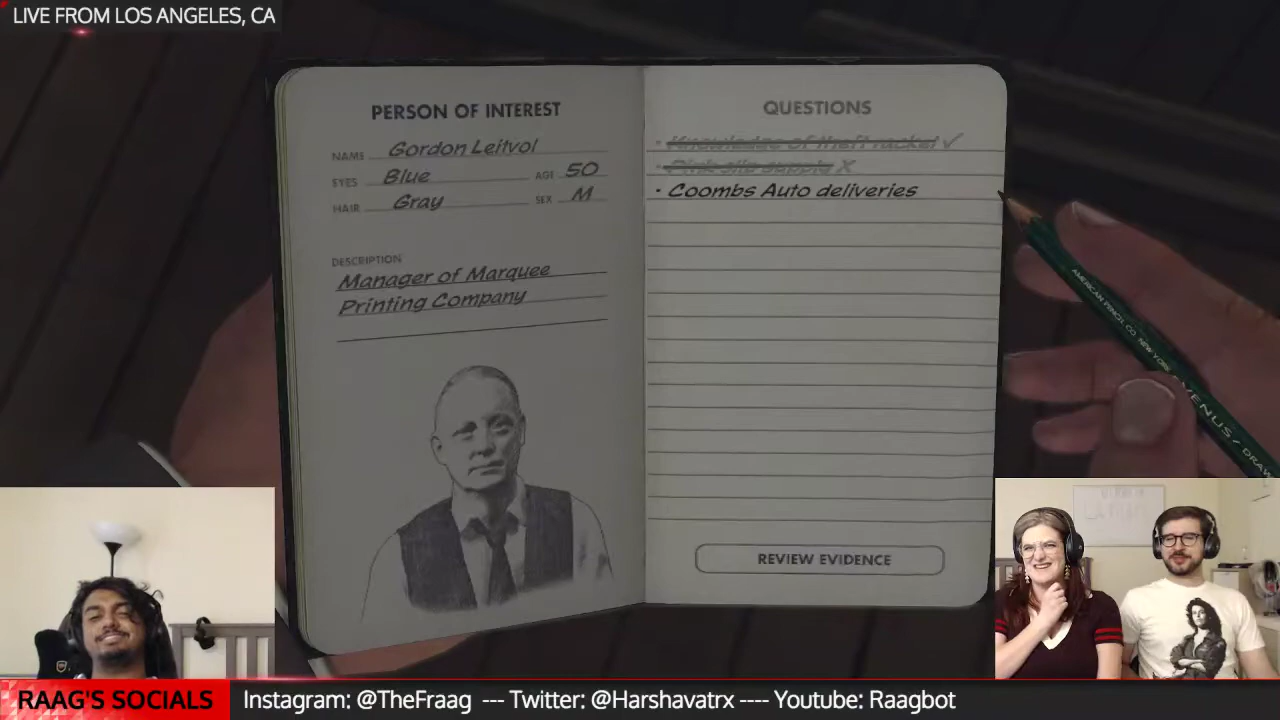 LIVE FROM LOS ANGELES, CA
PERSON OF INTEREST
NAME Gordon Leitvol
EYES Blue AGE 50
HAIR Gray SEX M
DESCRIPTION
Manager of Marquee
Printing Company
QUESTIONS
· Knowledge of theft racket ✓
· Pink slip supply X
· Coombs Auto deliveries
REVIEW EVIDENCE
AMERICAN PENCIL CO. NEW YORK
VENUS / DRAW
RAAG'S SOCIALS
Instagram: @TheFraag --- Twitter: @Harshavatrx ---- Youtube: Raagbot